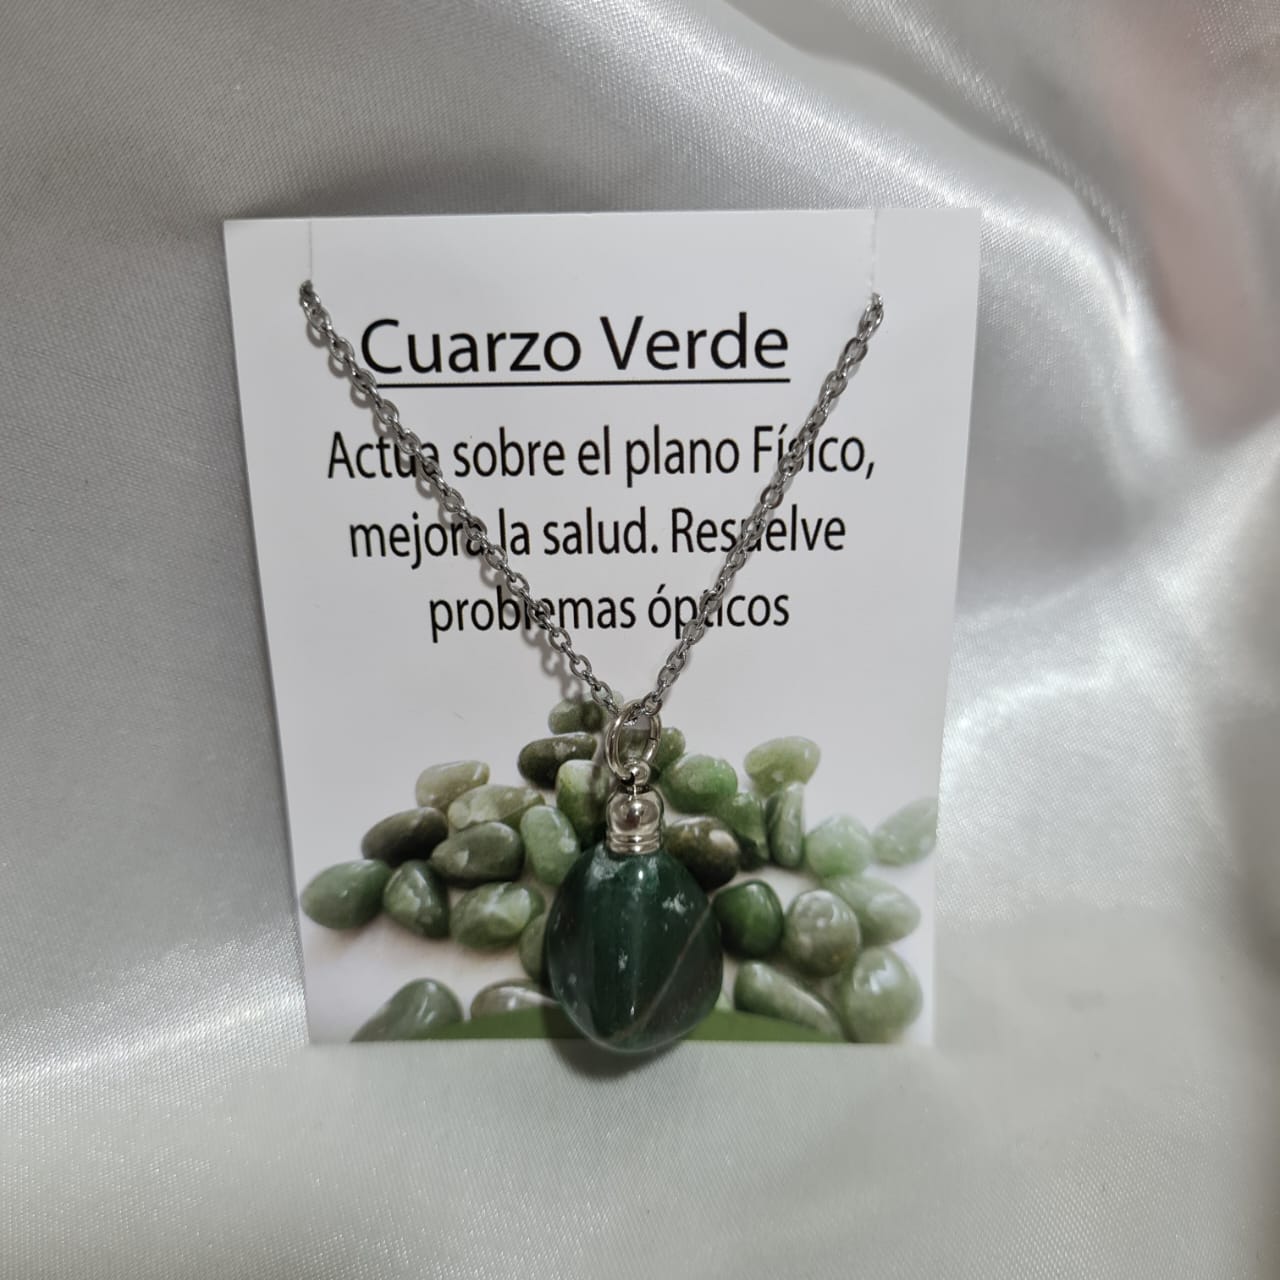 Cuarzo Verde
Actua sobre el plano Físico,
mejora la salud. Resuelve
problemas ópticos